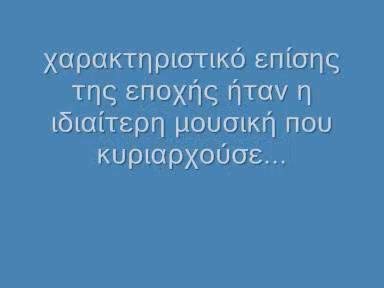 χαρακτηριστικό επίσης
της εποχής ήταν η
ιδιαίτερη μουσική που
κυριαρχούσε...